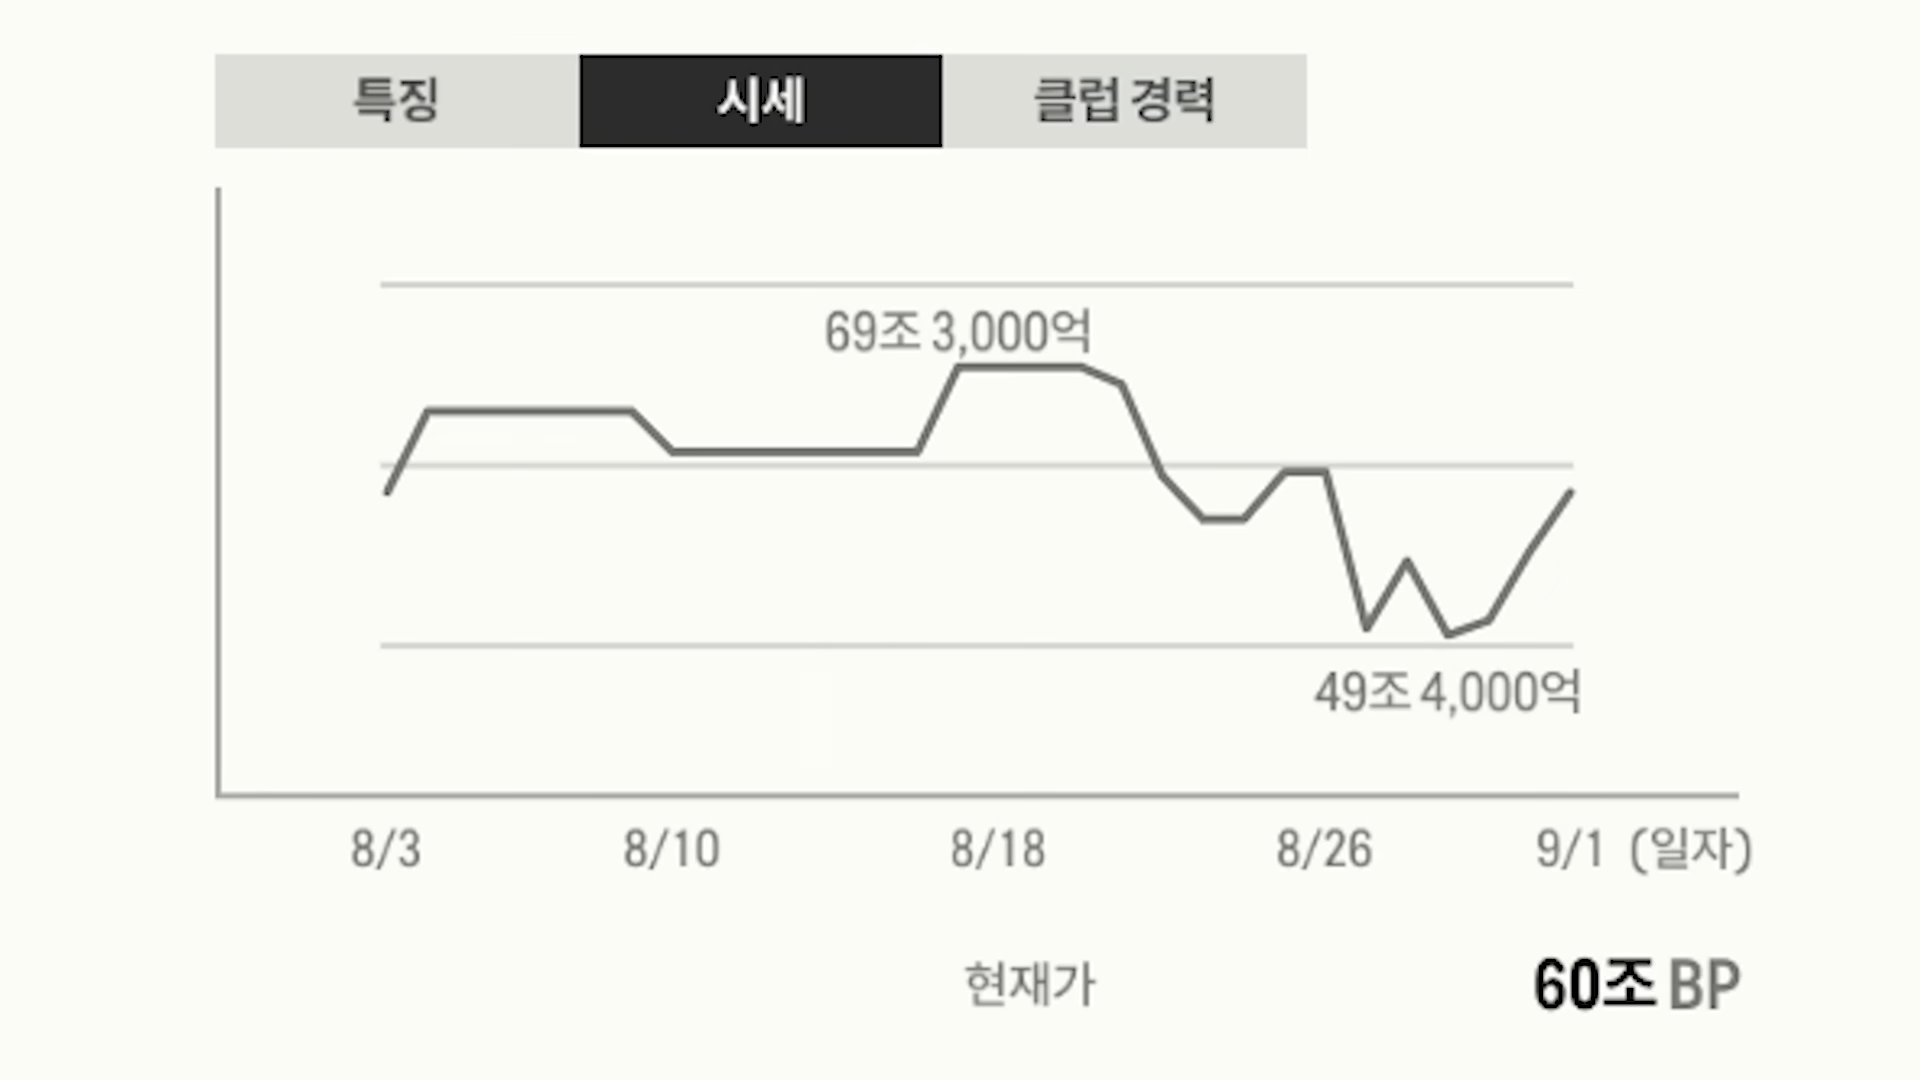 특징 시세 클럽 경력
69조 3,000억
49조 4,000억
8/3 8/10 8/18 8/26 9/1 (일자)
현재가 60조 BP